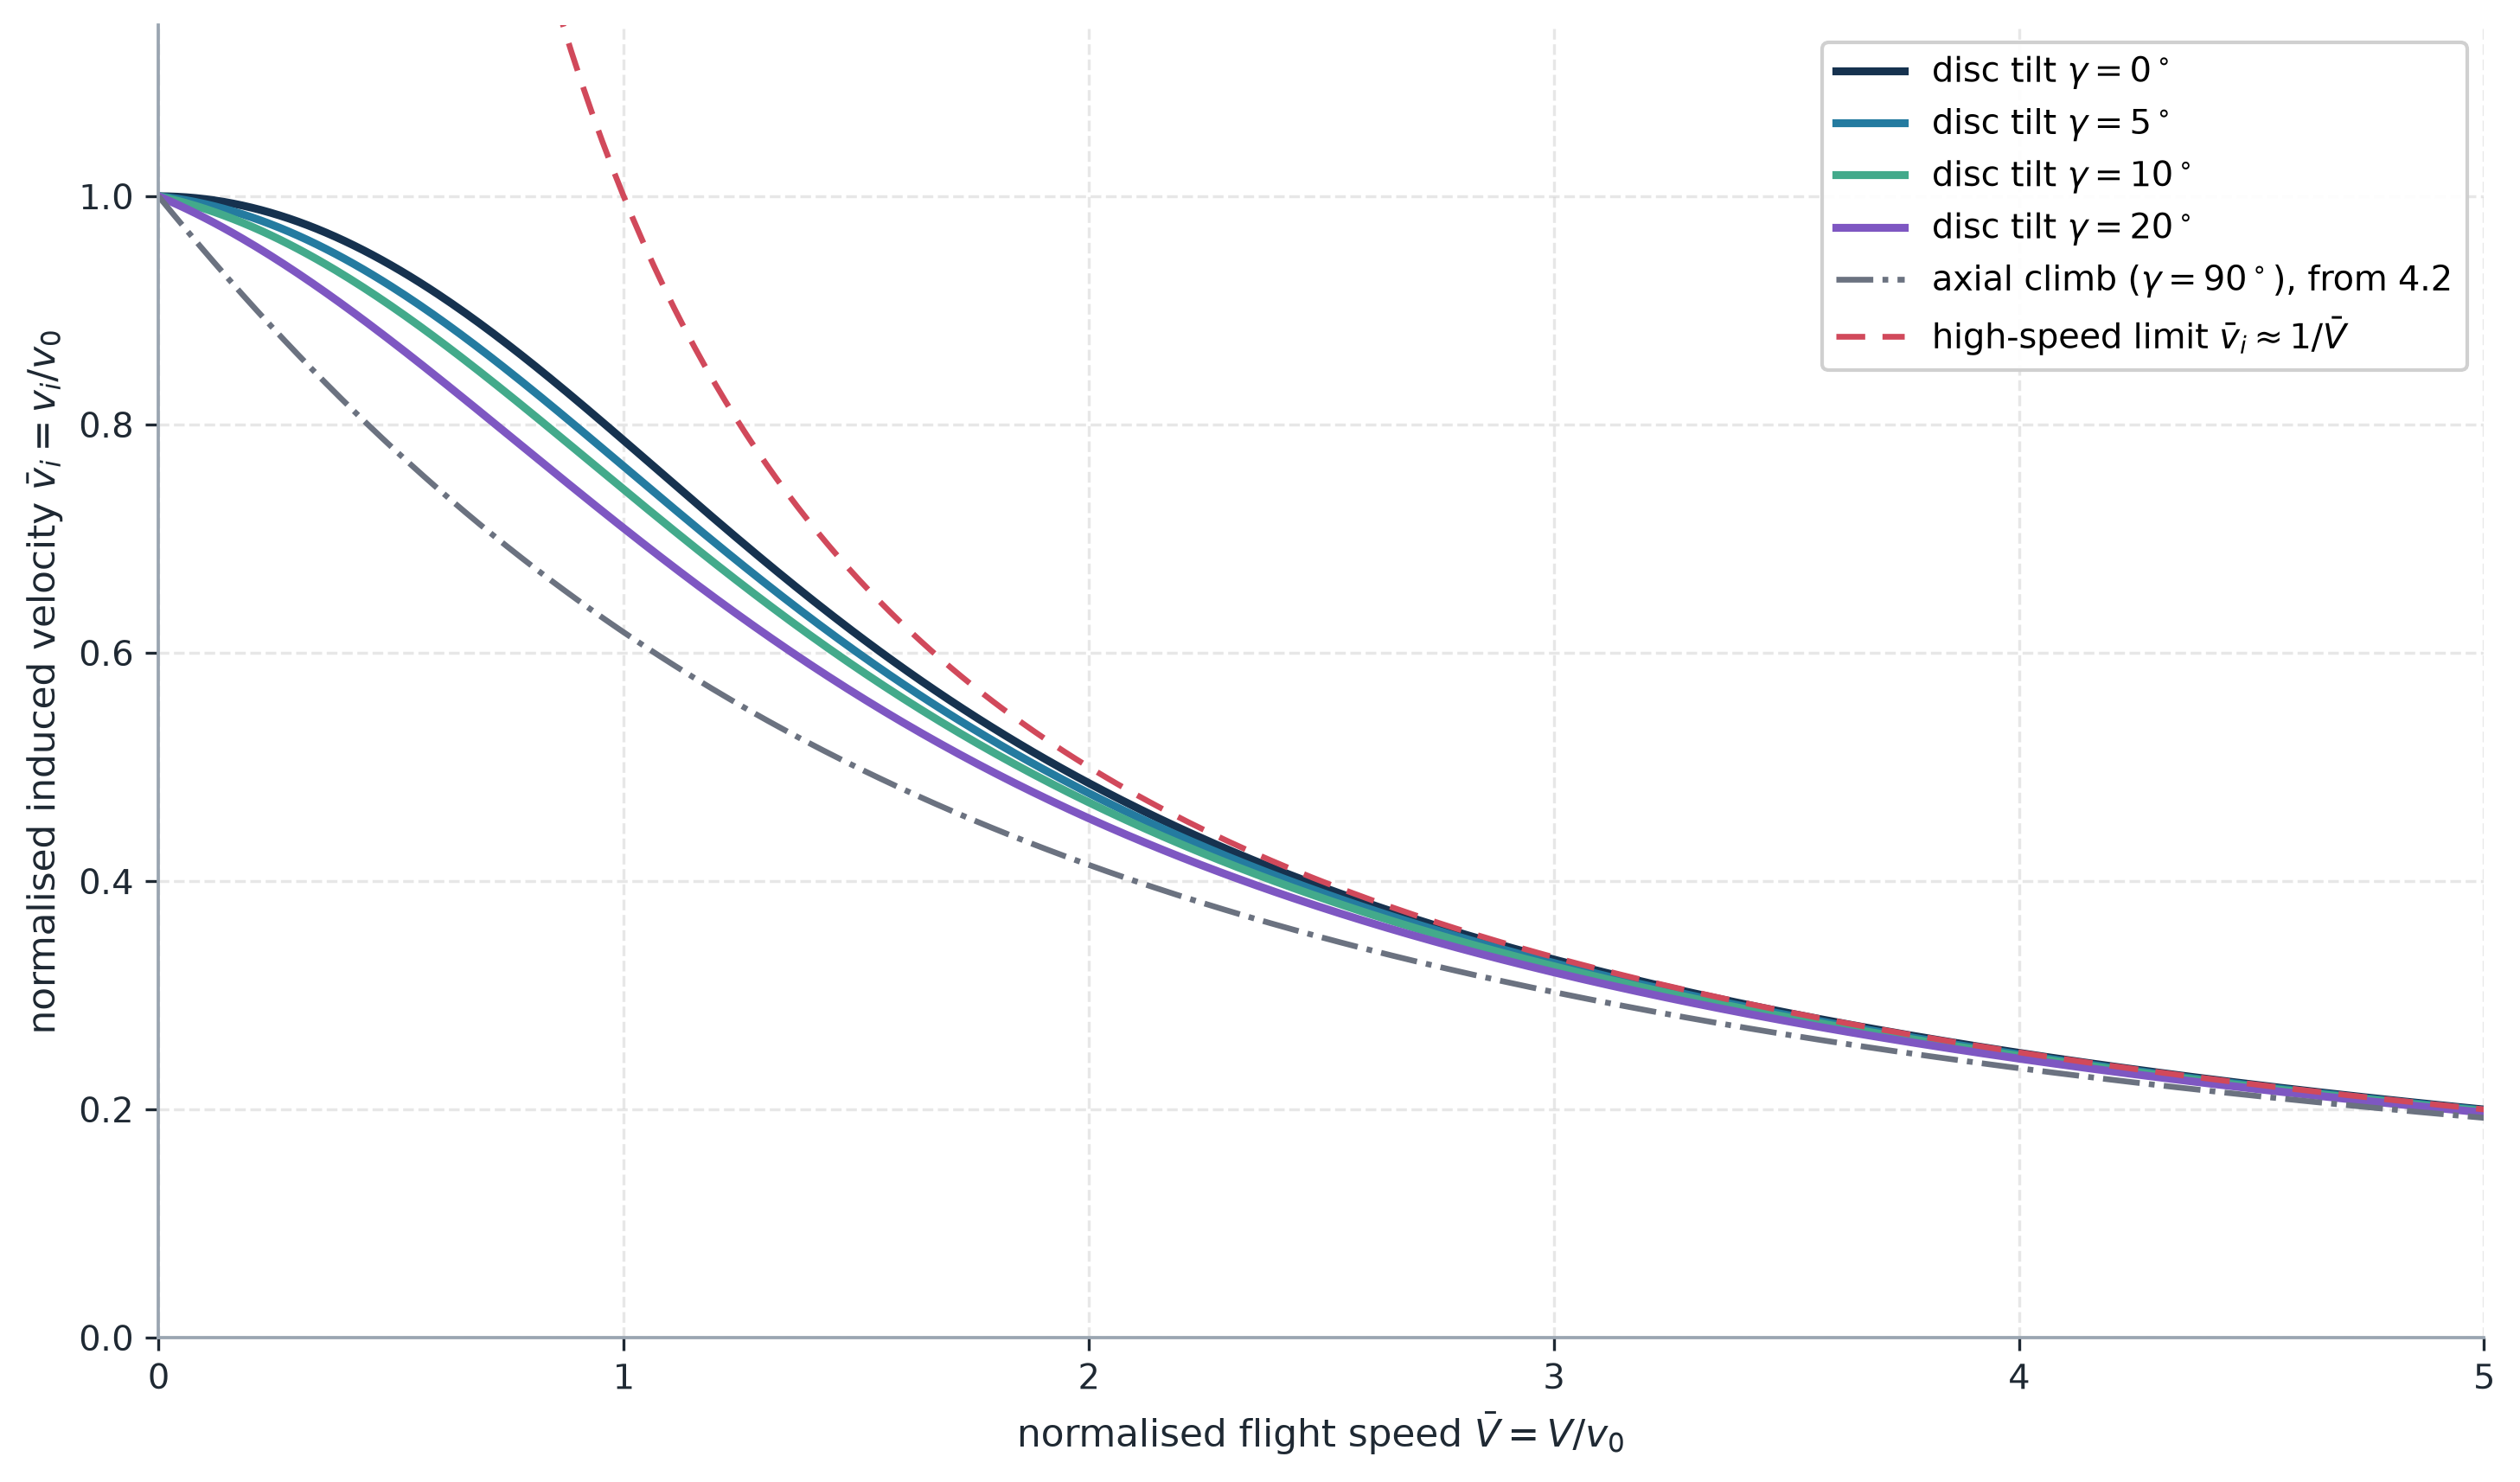 disc tilt γ = 0°
disc tilt γ = 5°
disc tilt γ = 10°
disc tilt γ = 20°
axial climb (γ = 90°), from 4.2
high-speed limit v̄ᵢ ≈ 1/V̄
normalised induced velocity v̄ᵢ = vᵢ/v₀
1.0
0.8
0.6
0.4
0.2
0.0
0 1 2 3 4 5
normalised flight speed V̄ = V/v₀